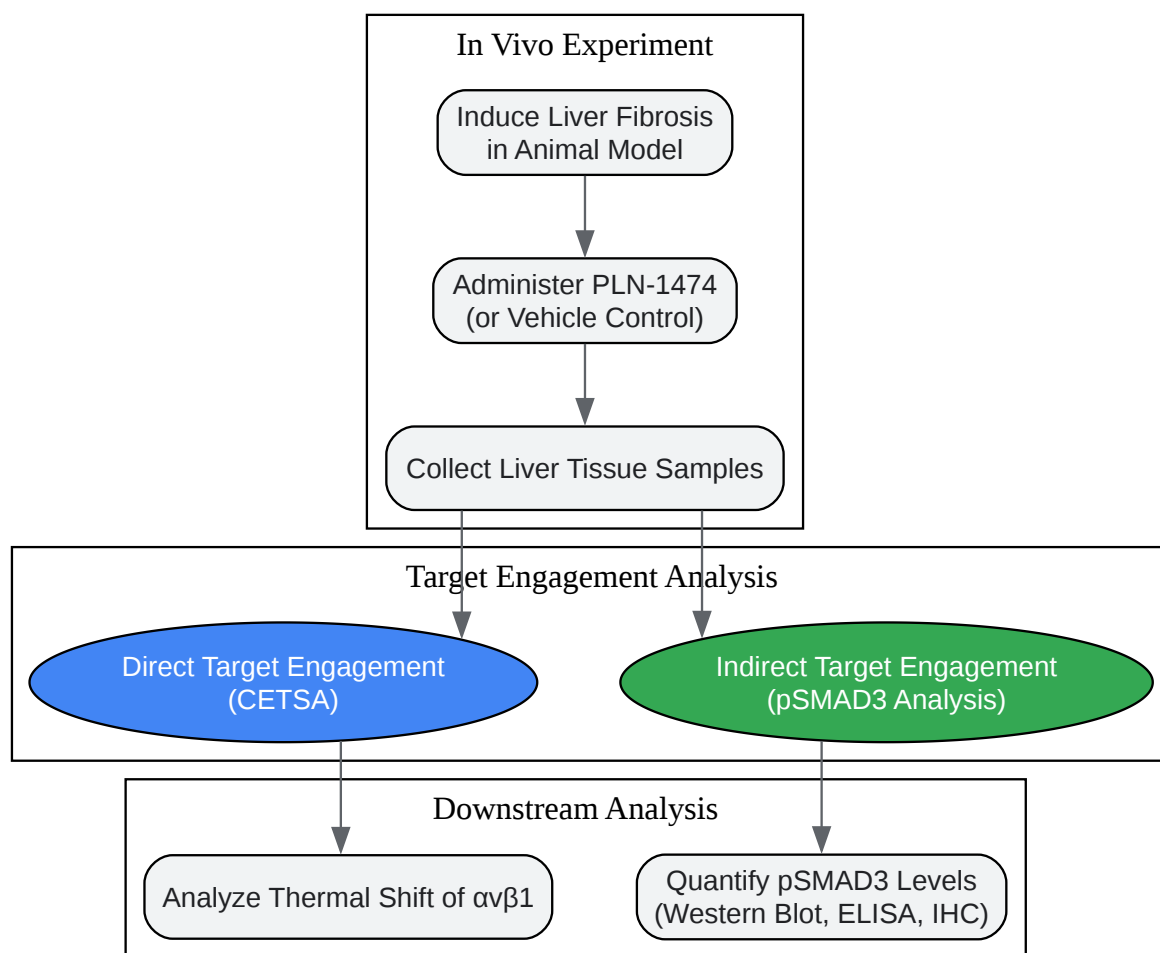 In Vivo Experiment
Induce Liver Fibrosis
in Animal Model
Administer PLN-1474
(or Vehicle Control)
Collect Liver Tissue Samples
Target Engagement Analysis
Direct Target Engagement
(CETSA)
Indirect Target Engagement
(pSMAD3 Analysis)
Downstream Analysis
Analyze Thermal Shift of αvβ1
Quantify pSMAD3 Levels
(Western Blot, ELISA, IHC)